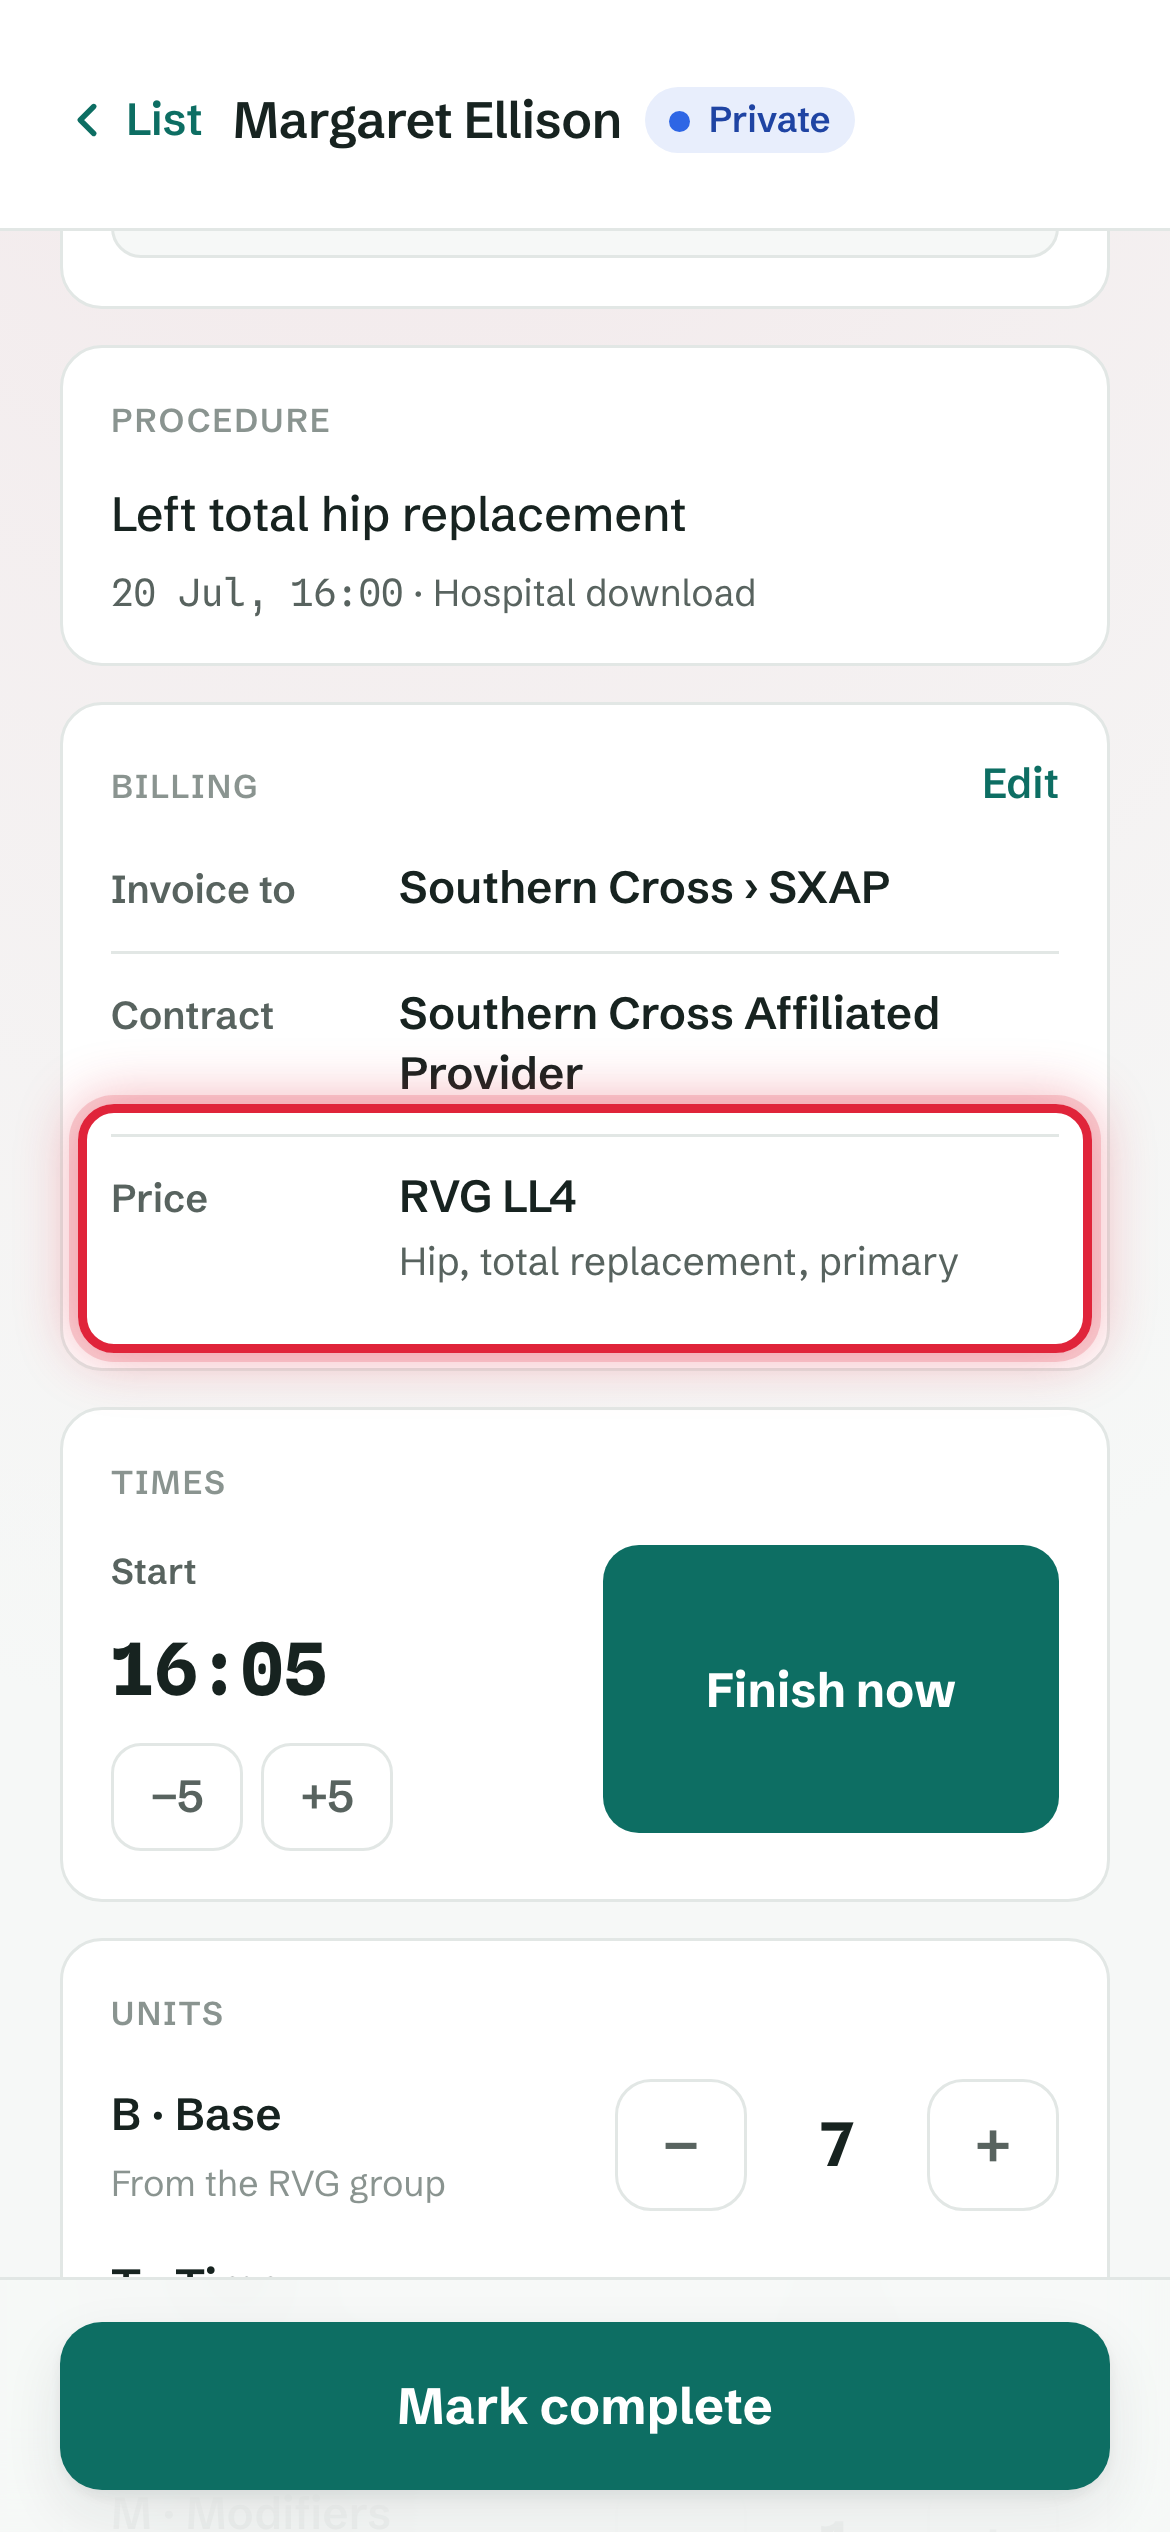 List Margaret Ellison Private
PROCEDURE
Left total hip replacement
20 Jul, 16:00 · Hospital download
BILLING Edit
Invoice to Southern Cross › SXAP
Contract Southern Cross Affiliated
Provider
Price RVG LL4
Hip, total replacement, primary
TIMES
Start
16:05
Finish now
−5 +5
UNITS
B · Base
− 7 +
From the RVG group
Mark complete
M · Modifiers